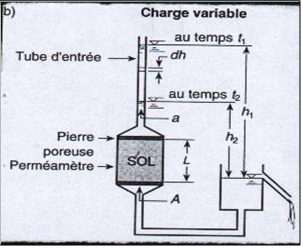 b) Charge variable
au temps t₁
Tube d'entrée
dh
au temps t₂
a
h₁
h₂
Pierre
poreuse
SOL
L
Perméamètre
A